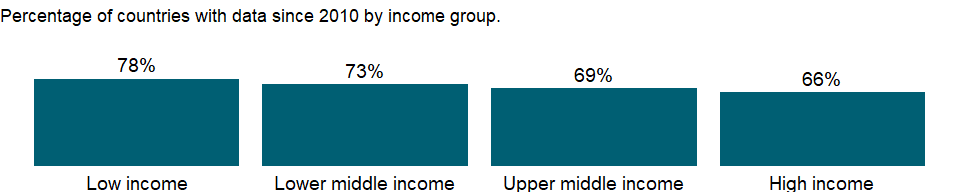 Percentage of countries with data since 2010 by income group.
78%
73%
69%
66%
Low income
Lower middle income
Upper middle income
High income